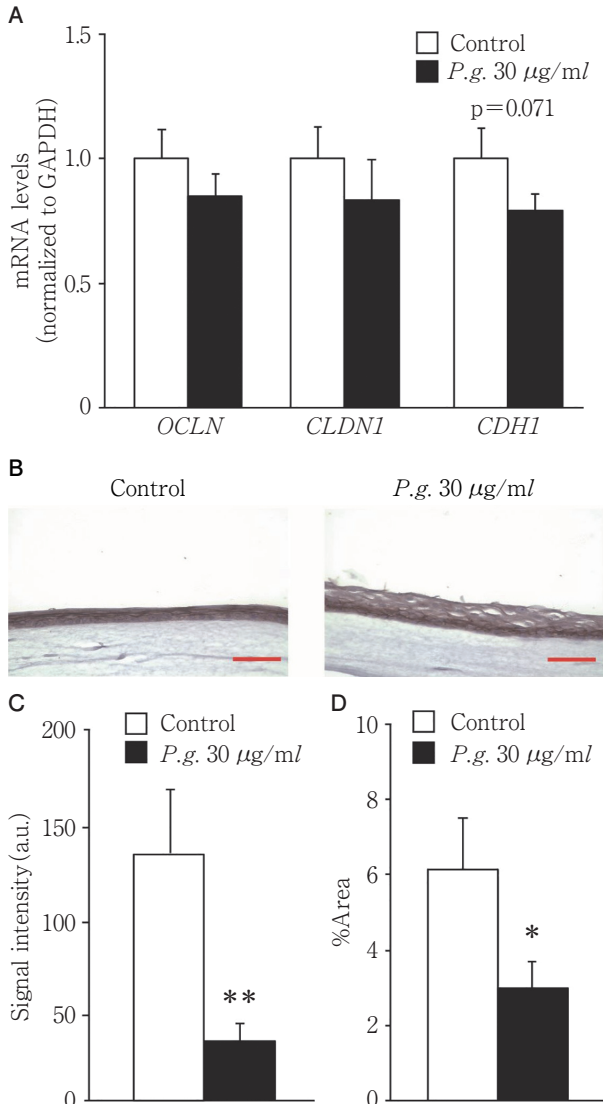 A
mRNA levels
(normalized to GAPDH)
1.5
1.0
0.5
0
Control
P.g. 30 μg/ml
p=0.071
OCLN CLDN1 CDH1
B
Control P.g. 30 μg/ml
C
Signal intensity(a.u.)
200
150
100
50
0
Control
P.g. 30 μg/ml
**
D
%Area
10
8
6
4
2
0
Control
P.g. 30 μg/ml
*